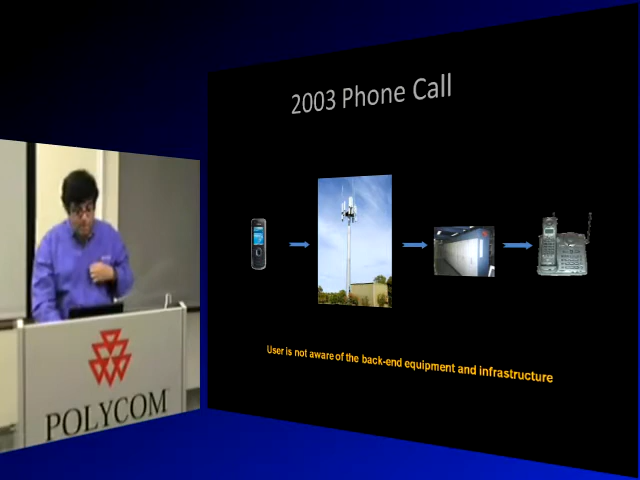 2003 Phone Call
User is not aware of the back-end equipment and infrastructure
POLYCOM